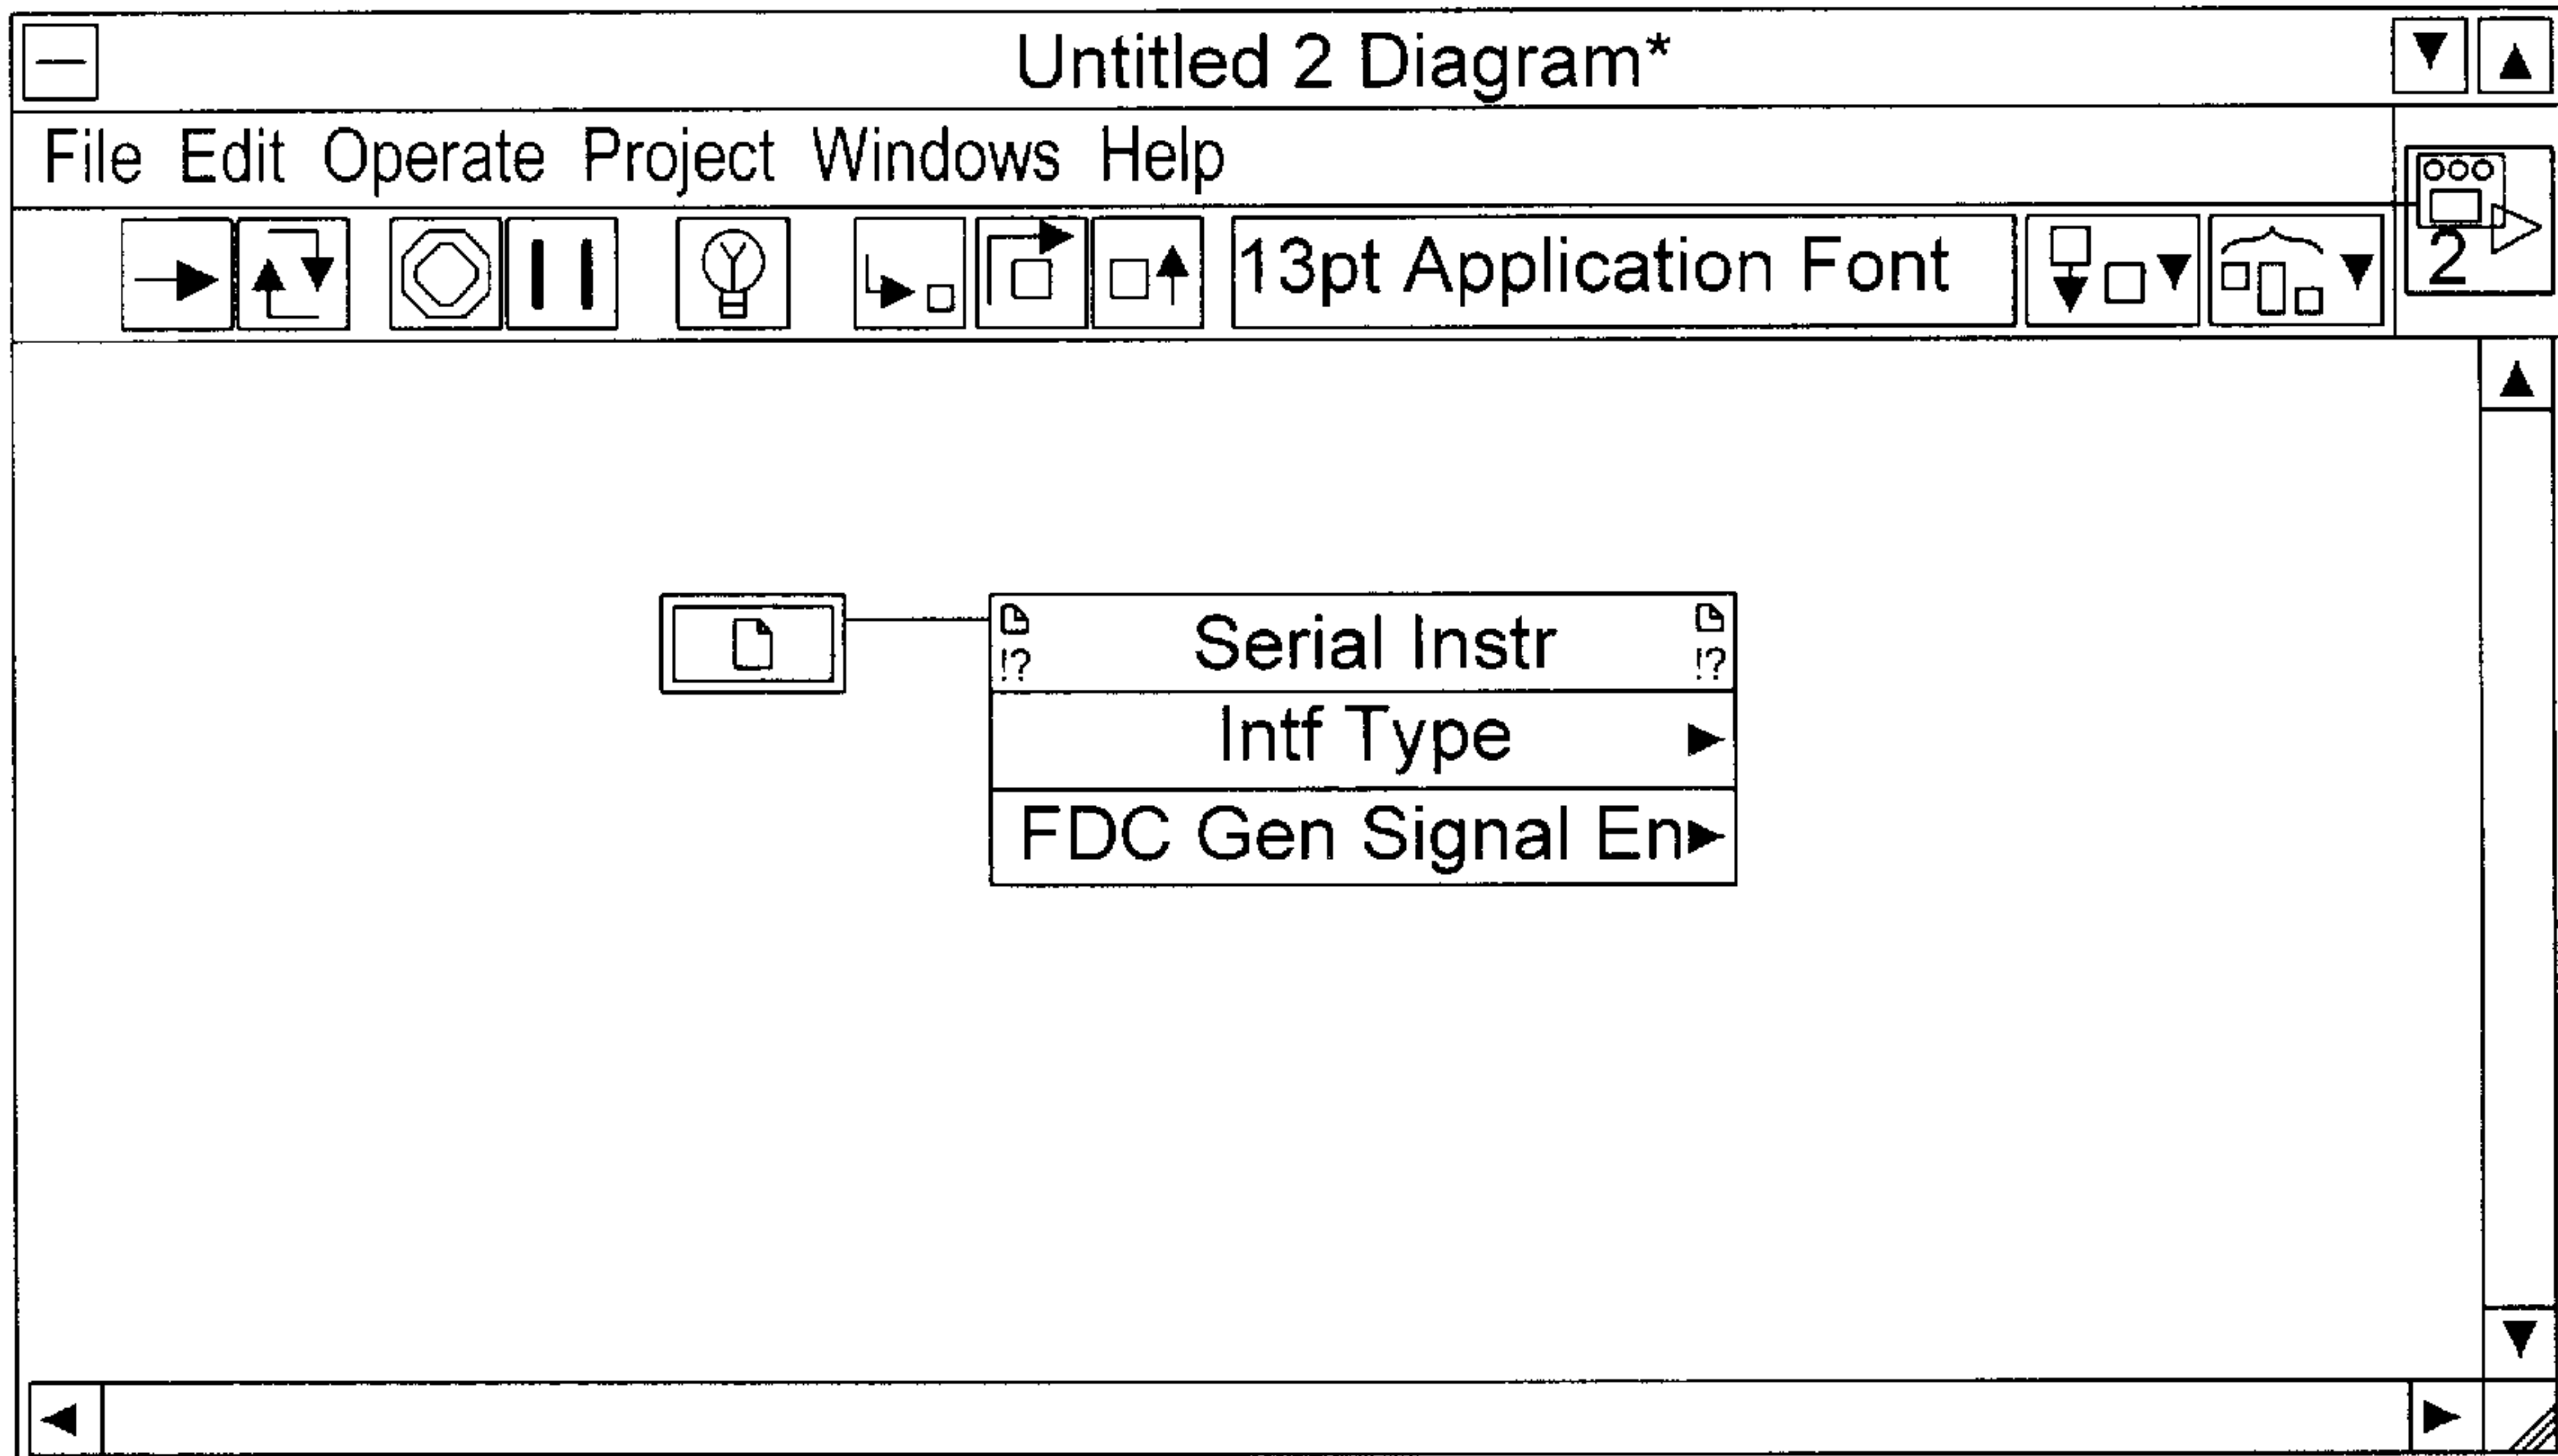 Untitled 2 Diagram*
File Edit Operate Project Windows Help
13pt Application Font
2
Serial Instr
!? !?
Intf Type
FDC Gen Signal En